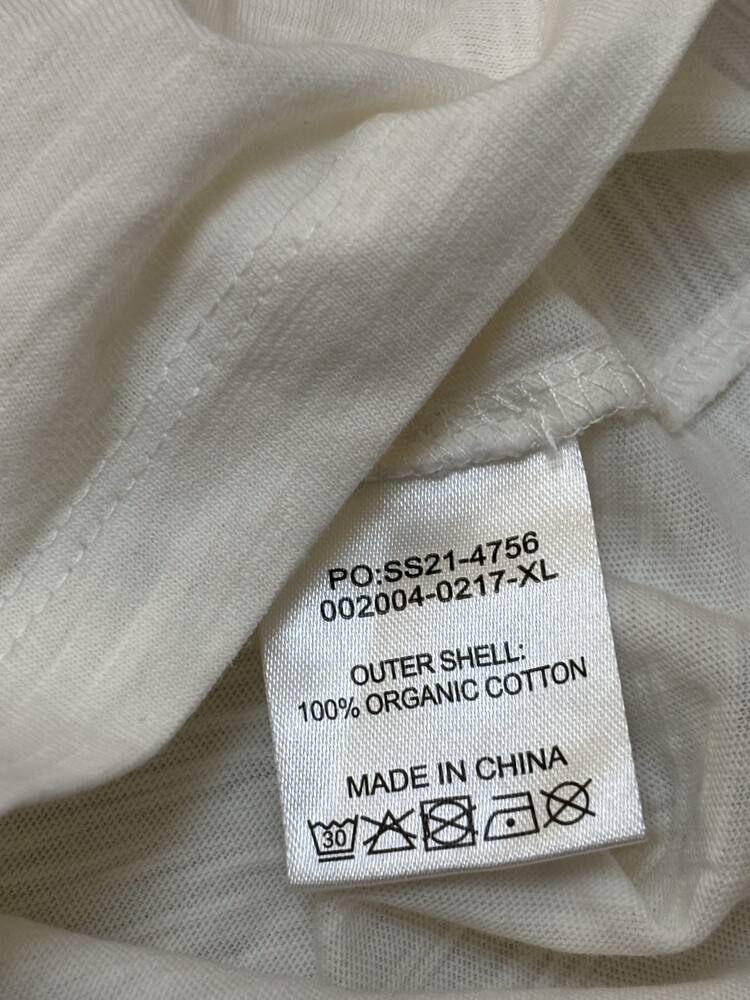 PO:SS21-4756
002004-0217-XL
OUTER SHELL:
100% ORGANIC COTTON
MADE IN CHINA
30